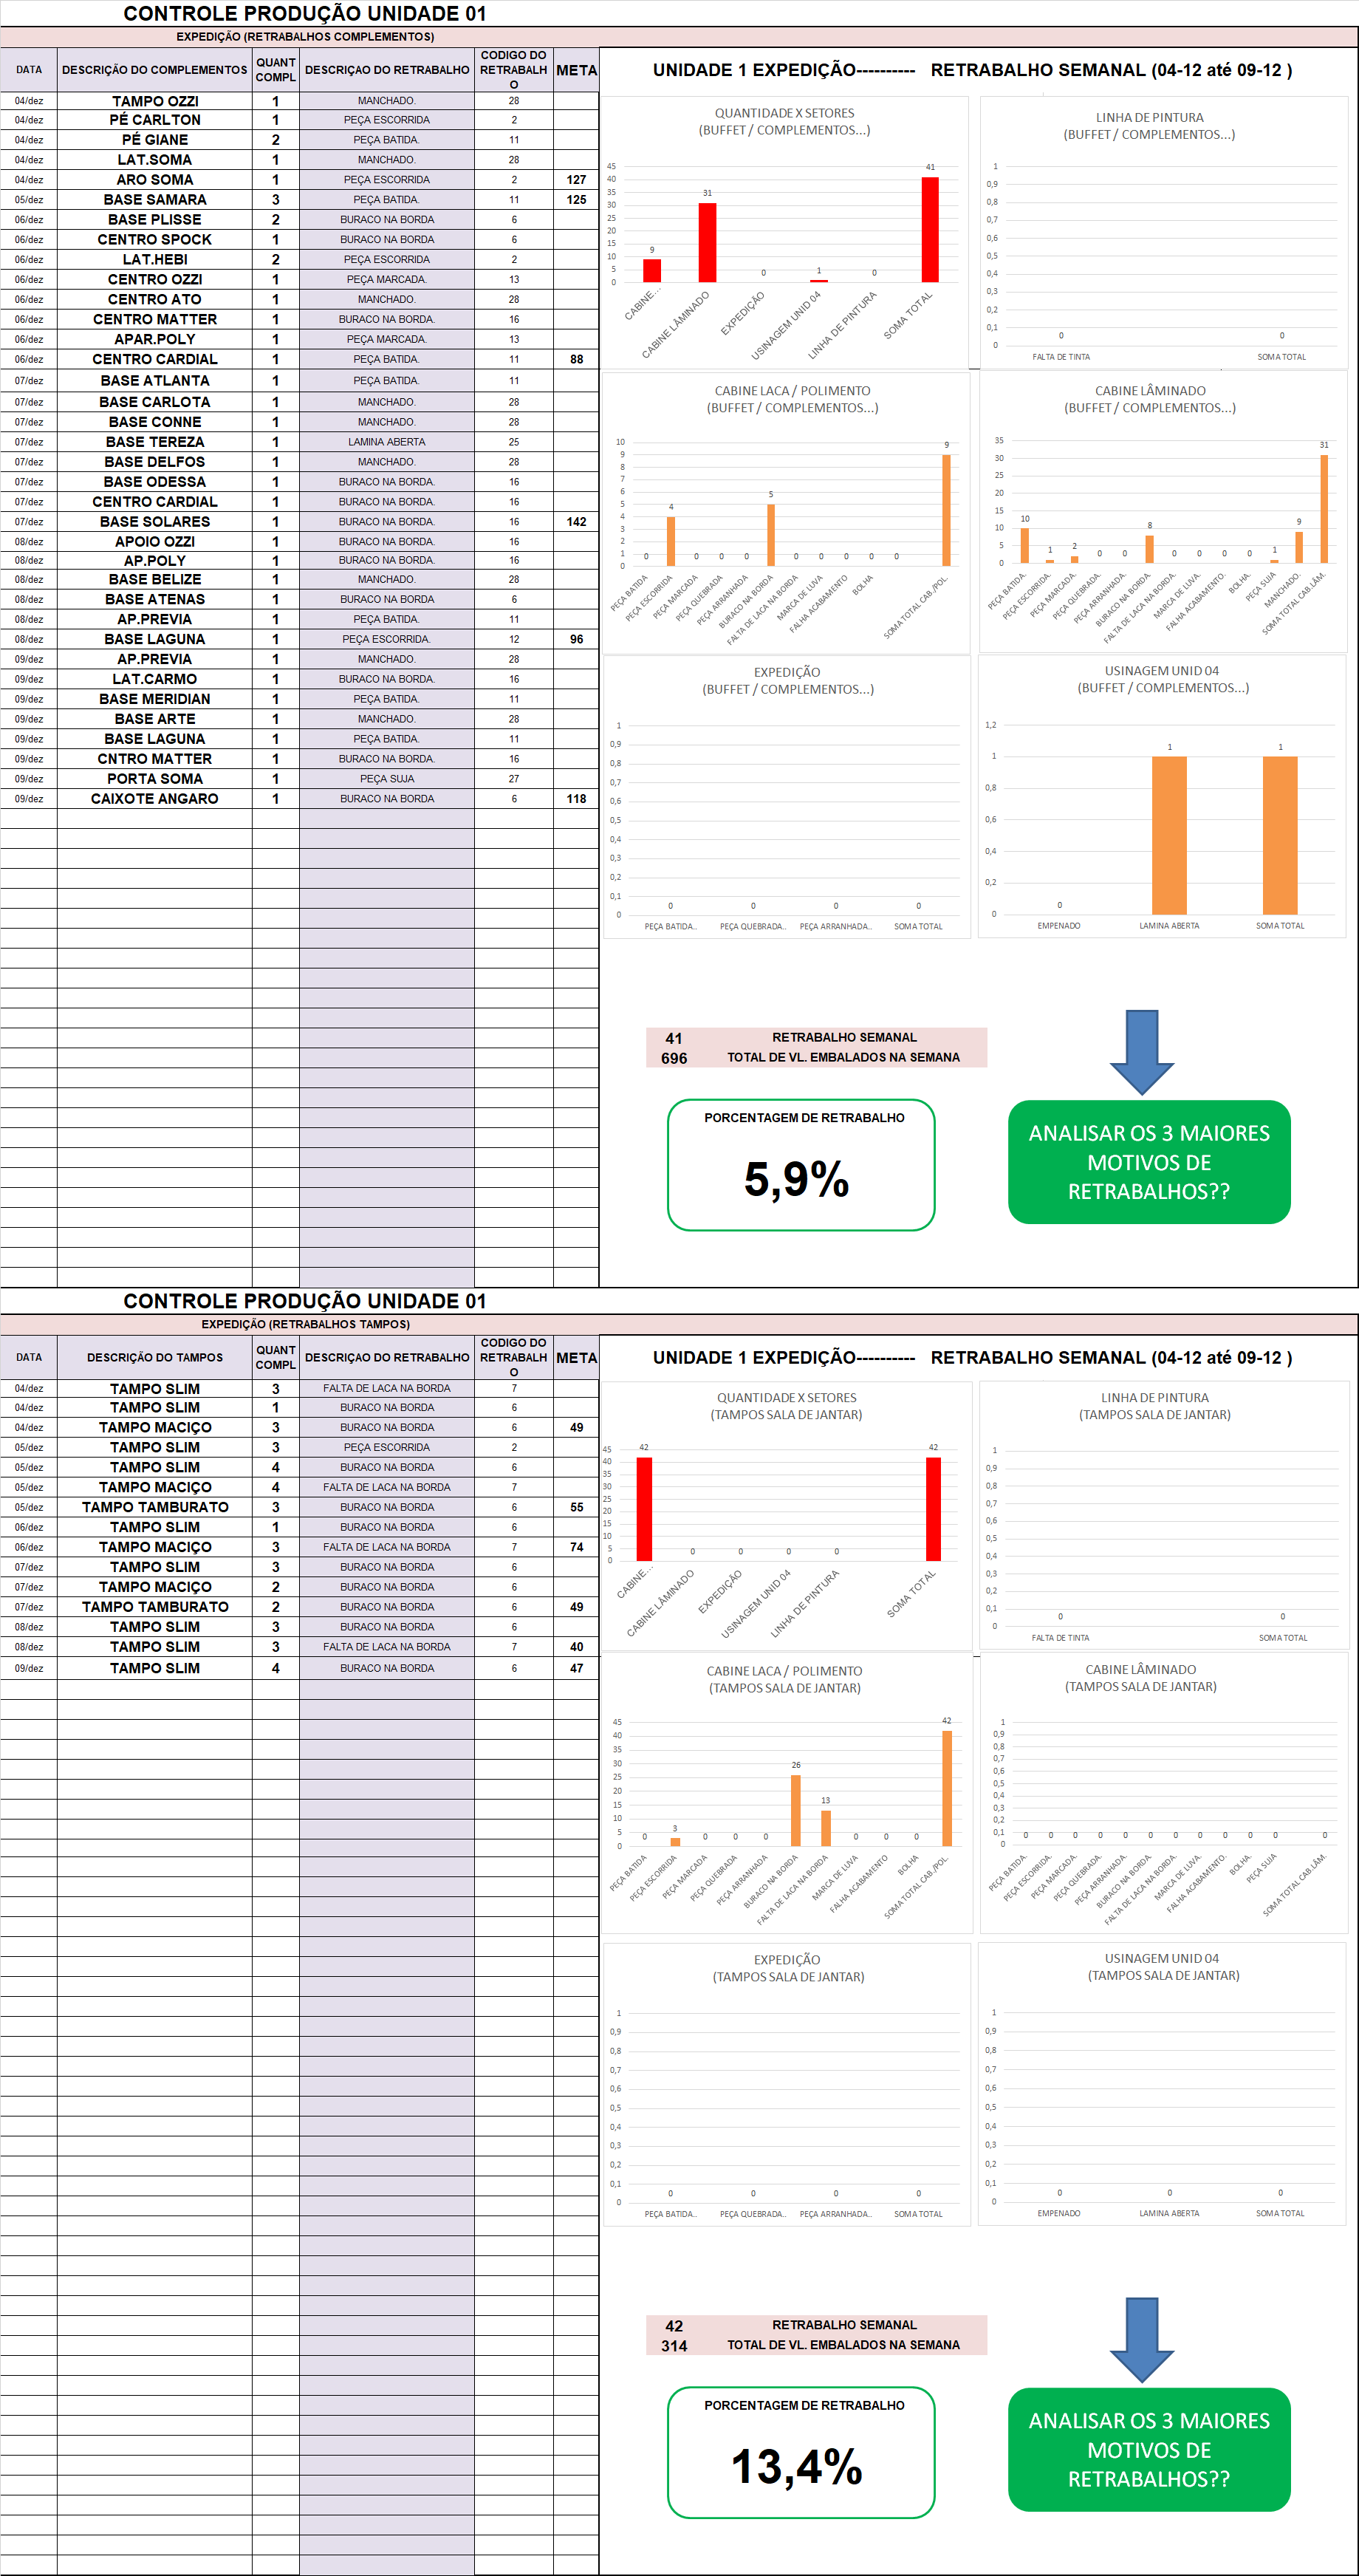 CONTROLE PRODUÇÃO UNIDADE 01
EXPEDIÇÃO (RETRABALHOS COMPLEMENTOS)
DATA DESCRIÇÃO DO COMPLEMENTOS QUANT COMPL DESCRIÇAO DO RETRABALHO CODIGO DO RETRABALHO META
04/dez TAMPO OZZI 1 MANCHADO. 28
04/dez PÉ CARLTON 1 PEÇA ESCORRIDA 2
04/dez PÉ GIANE 2 PEÇA BATIDA. 11
04/dez LAT.SOMA 1 MANCHADO. 28
04/dez ARO SOMA 1 PEÇA ESCORRIDA 2 127
05/dez BASE SAMARA 3 PEÇA BATIDA. 11 125
06/dez BASE PLISSE 2 BURACO NA BORDA 6
06/dez CENTRO SPOCK 1 BURACO NA BORDA 6
06/dez LAT.HEBI 2 PEÇA ESCORRIDA 2
06/dez CENTRO OZZI 1 PEÇA MARCADA. 13
06/dez CENTRO ATO 1 MANCHADO. 28
06/dez CENTRO MATTER 1 BURACO NA BORDA. 16
06/dez APAR.POLY 1 PEÇA MARCADA. 13
06/dez CENTRO CARDIAL 1 PEÇA BATIDA. 11 88
07/dez BASE ATLANTA 1 PEÇA BATIDA. 11
07/dez BASE CARLOTA 1 MANCHADO. 28
07/dez BASE CONNE 1 MANCHADO. 28
07/dez BASE TEREZA 1 LAMINA ABERTA 25
07/dez BASE DELFOS 1 MANCHADO. 28
07/dez BASE ODESSA 1 BURACO NA BORDA. 16
07/dez CENTRO CARDIAL 1 BURACO NA BORDA. 16
07/dez BASE SOLARES 1 BURACO NA BORDA. 16 142
08/dez APOIO OZZI 1 BURACO NA BORDA. 16
08/dez AP.POLY 1 BURACO NA BORDA. 16
08/dez BASE BELIZE 1 MANCHADO. 28
08/dez BASE ATENAS 1 BURACO NA BORDA 6
08/dez AP.PREVIA 1 PEÇA BATIDA. 11
08/dez BASE LAGUNA 1 PEÇA ESCORRIDA. 12 96
09/dez AP.PREVIA 1 MANCHADO. 28
09/dez LAT.CARMO 1 BURACO NA BORDA. 16
09/dez BASE MERIDIAN 1 PEÇA BATIDA. 11
09/dez BASE ARTE 1 MANCHADO. 28
09/dez BASE LAGUNA 1 PEÇA BATIDA. 11
09/dez CNTRO MATTER 1 BURACO NA BORDA. 16
09/dez PORTA SOMA 1 PEÇA SUJA 27
09/dez CAIXOTE ANGARO 1 BURACO NA BORDA 6 118
UNIDADE 1 EXPEDIÇÃO---------- RETRABALHO SEMANAL (04-12 até 09-12 )
QUANTIDADE X SETORES
(BUFFET / COMPLEMENTOS...)
45 40 35 30 25 20 15 10 5 0
9 31 0 1 0 41
CABINE... CABINE LÂMINADO EXPEDIÇÃO USINAGEM UNID 04 LINHA DE PINTURA SOMA TOTAL
LINHA DE PINTURA
(BUFFET / COMPLEMENTOS...)
1 0,9 0,8 0,7 0,6 0,5 0,4 0,3 0,2 0,1 0
0 0
FALTA DE TINTA SOMA TOTAL
CABINE LACA / POLIMENTO
(BUFFET / COMPLEMENTOS...)
10 9 8 7 6 5 4 3 2 1 0
0 4 0 0 0 5 0 0 0 0 0 9
PEÇA BATIDA PEÇA ESCORRIDA PEÇA MARCADA PEÇA QUEBRADA PEÇA ARRANHADA BURACO NA BORDA FALTA DE LACA NA BORDA MARCA DE LUVA FALHA ACABAMENTO BOLHA SOMA TOTAL CAB./POL.
CABINE LÂMINADO
(BUFFET / COMPLEMENTOS...)
35 30 25 20 15 10 5 0
10 1 2 0 0 8 0 0 0 0 1 9 31
PEÇA BATIDA. PEÇA ESCORRIDA. PEÇA MARCADA. PEÇA QUEBRADA. PEÇA ARRANHADA. BURACO NA BORDA. FALTA DE LACA NA BORDA. MARCA DE LUVA. FALHA ACABAMENTO. BOLHA. PEÇA SUJA MANCHADO. SOMA TOTAL CAB.LÂM.
EXPEDIÇÃO
(BUFFET / COMPLEMENTOS...)
1 0,9 0,8 0,7 0,6 0,5 0,4 0,3 0,2 0,1 0
0 0 0 0
PEÇA BATIDA.. PEÇA QUEBRADA.. PEÇA ARRANHADA.. SOMA TOTAL
USINAGEM UNID 04
(BUFFET / COMPLEMENTOS...)
1,2 1 0,8 0,6 0,4 0,2 0
0 1 1
EMPENADO LAMINA ABERTA SOMA TOTAL
41 RETRABALHO SEMANAL
696 TOTAL DE VL. EMBALADOS NA SEMANA
PORCENTAGEM DE RETRABALHO
5,9%
ANALISAR OS 3 MAIORES
MOTIVOS DE
RETRABALHOS??
CONTROLE PRODUÇÃO UNIDADE 01
EXPEDIÇÃO (RETRABALHOS TAMPOS)
DATA DESCRIÇÃO DO TAMPOS QUANT COMPL DESCRIÇAO DO RETRABALHO CODIGO DO RETRABALHO META
04/dez TAMPO SLIM 3 FALTA DE LACA NA BORDA 7
04/dez TAMPO SLIM 1 BURACO NA BORDA 6
04/dez TAMPO MACIÇO 3 BURACO NA BORDA 6 49
05/dez TAMPO SLIM 3 PEÇA ESCORRIDA 2
05/dez TAMPO SLIM 4 BURACO NA BORDA 6
05/dez TAMPO MACIÇO 4 FALTA DE LACA NA BORDA 7
05/dez TAMPO TAMBURATO 3 BURACO NA BORDA 6 55
06/dez TAMPO SLIM 1 BURACO NA BORDA 6
06/dez TAMPO MACIÇO 3 FALTA DE LACA NA BORDA 7 74
07/dez TAMPO SLIM 3 BURACO NA BORDA 6
07/dez TAMPO MACIÇO 2 BURACO NA BORDA 6
07/dez TAMPO TAMBURATO 2 BURACO NA BORDA 6 49
08/dez TAMPO SLIM 3 BURACO NA BORDA 6
08/dez TAMPO SLIM 3 FALTA DE LACA NA BORDA 7 40
09/dez TAMPO SLIM 4 BURACO NA BORDA 6 47
UNIDADE 1 EXPEDIÇÃO---------- RETRABALHO SEMANAL (04-12 até 09-12 )
QUANTIDADE X SETORES
(TAMPOS SALA DE JANTAR)
45 40 35 30 25 20 15 10 5 0
42 0 0 0 0 42
CABINE... CABINE LÂMINADO EXPEDIÇÃO USINAGEM UNID 04 LINHA DE PINTURA SOMA TOTAL
LINHA DE PINTURA
(TAMPOS SALA DE JANTAR)
1 0,9 0,8 0,7 0,6 0,5 0,4 0,3 0,2 0,1 0
0 0
FALTA DE TINTA SOMA TOTAL
CABINE LACA / POLIMENTO
(TAMPOS SALA DE JANTAR)
45 40 35 30 25 20 15 10 5 0
0 3 0 0 0 26 13 0 0 0 42
PEÇA BATIDA PEÇA ESCORRIDA PEÇA MARCADA PEÇA QUEBRADA PEÇA ARRANHADA BURACO NA BORDA FALTA DE LACA NA BORDA MARCA DE LUVA FALHA ACABAMENTO BOLHA SOMA TOTAL CAB./POL.
CABINE LÂMINADO
(TAMPOS SALA DE JANTAR)
1 0,9 0,8 0,7 0,6 0,5 0,4 0,3 0,2 0,1 0
0 0 0 0 0 0 0 0 0 0 0 0
PEÇA BATIDA. PEÇA ESCORRIDA. PEÇA MARCADA. PEÇA QUEBRADA. PEÇA ARRANHADA. BURACO NA BORDA. FALTA DE LACA NA BORDA. MARCA DE LUVA. FALHA ACABAMENTO. BOLHA. PEÇA SUJA SOMA TOTAL CAB.LÂM.
EXPEDIÇÃO
(TAMPOS SALA DE JANTAR)
1 0,9 0,8 0,7 0,6 0,5 0,4 0,3 0,2 0,1 0
0 0 0 0
PEÇA BATIDA.. PEÇA QUEBRADA.. PEÇA ARRANHADA.. SOMA TOTAL
USINAGEM UNID 04
(TAMPOS SALA DE JANTAR)
1 0,9 0,8 0,7 0,6 0,5 0,4 0,3 0,2 0,1 0
0 0 0
EMPENADO LAMINA ABERTA SOMA TOTAL
42 RETRABALHO SEMANAL
314 TOTAL DE VL. EMBALADOS NA SEMANA
PORCENTAGEM DE RETRABALHO
13,4%
ANALISAR OS 3 MAIORES
MOTIVOS DE
RETRABALHOS??